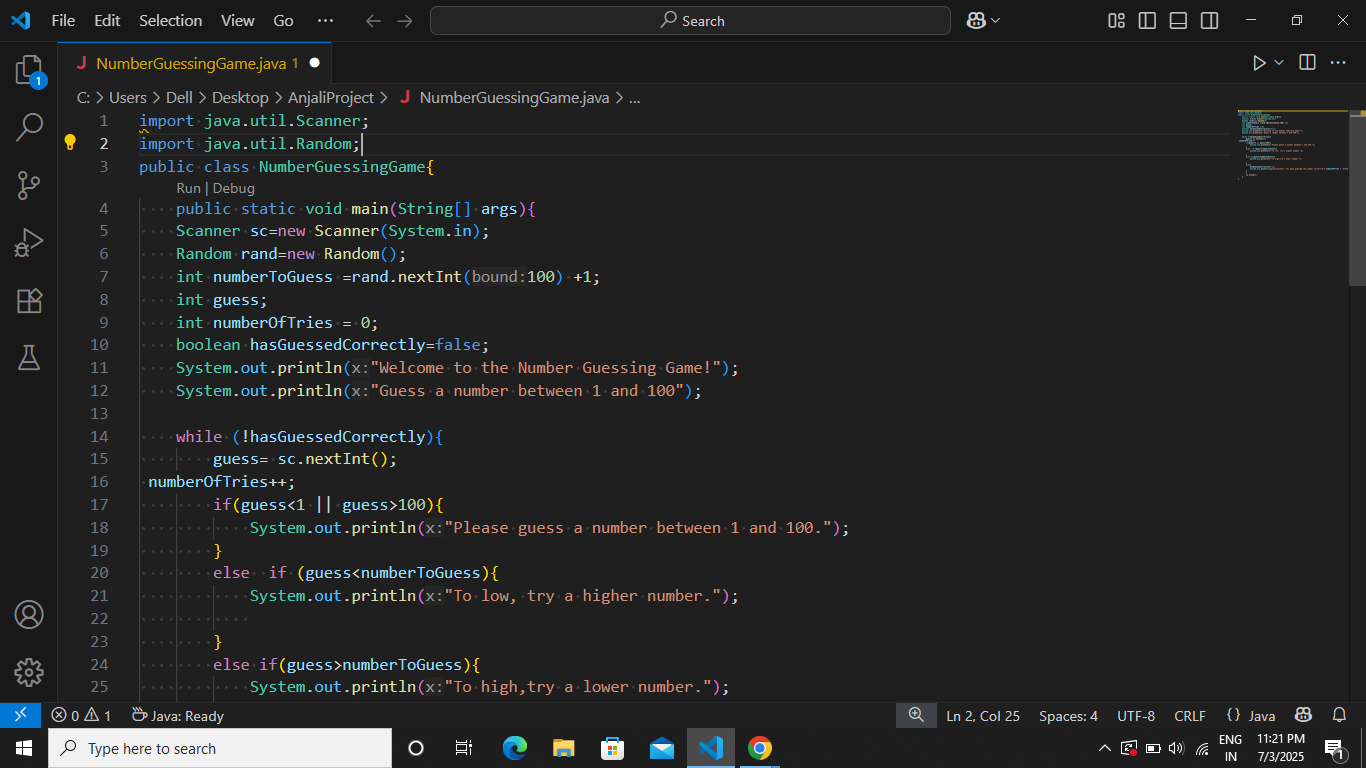 File Edit Selection View Go ··· Search
NumberGuessingGame.java 1
C: > Users > Dell > Desktop > AnjaliProject > NumberGuessingGame.java > ...
1 import java.util.Scanner;
2 import java.util.Random;
3 public class NumberGuessingGame{
Run | Debug
4 public static void main(String[] args){
5 Scanner sc=new Scanner(System.in);
6 Random rand=new Random();
7 int numberToGuess =rand.nextInt(bound:100) +1;
8 int guess;
9 int numberOfTries = 0;
10 boolean hasGuessedCorrectly=false;
11 System.out.println(x:"Welcome to the Number Guessing Game!");
12 System.out.println(x:"Guess a number between 1 and 100");
13
14 while (!hasGuessedCorrectly){
15 guess= sc.nextInt();
16 numberOfTries++;
17 if(guess<1 || guess>100){
18 System.out.println(x:"Please guess a number between 1 and 100.");
19 }
20 else  if (guess<numberToGuess){
21 System.out.println(x:"To low, try a higher number.");
22
23 }
24 else if(guess>numberToGuess){
25 System.out.println(x:"To high,try a lower number.");
1
0 1 Java: Ready Ln 2, Col 25 Spaces: 4 UTF-8 CRLF {} Java
Type here to search
ENG
IN
11:21 PM
7/3/2025
1